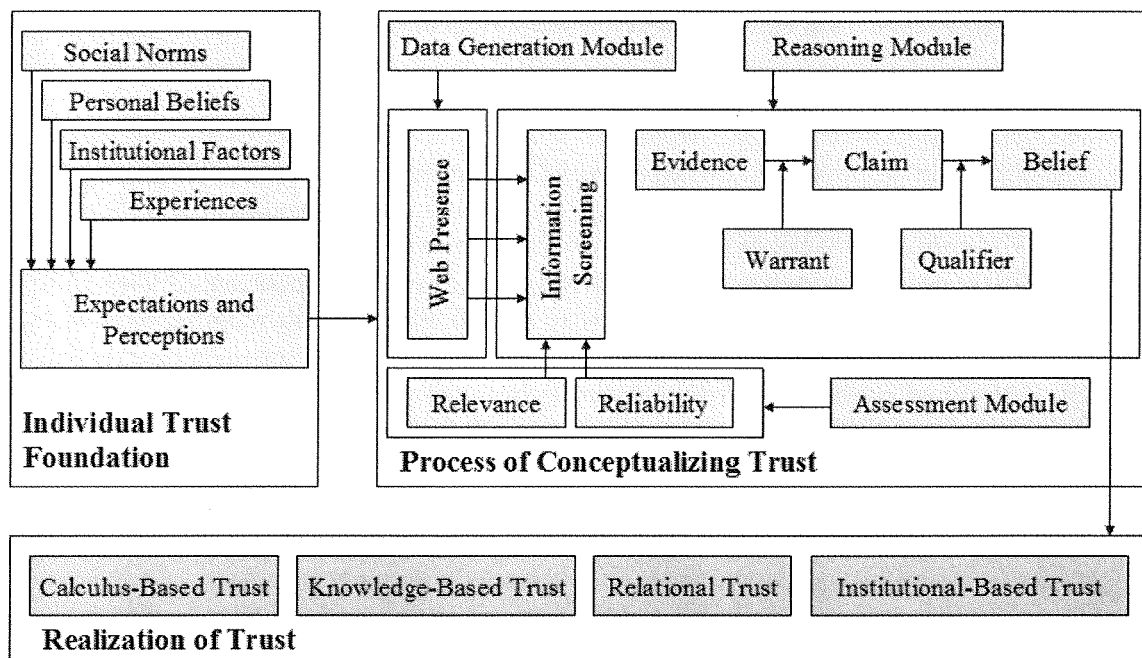 Social Norms
Personal Beliefs
Institutional Factors
Experiences
Expectations and
Perceptions
Individual Trust
Foundation
Data Generation Module
Reasoning Module
Web Presence
Information
Screening
Evidence
Claim
Belief
Warrant
Qualifier
Relevance
Reliability
Assessment Module
Process of Conceptualizing Trust
Calculus-Based Trust
Knowledge-Based Trust
Relational Trust
Institutional-Based Trust
Realization of Trust